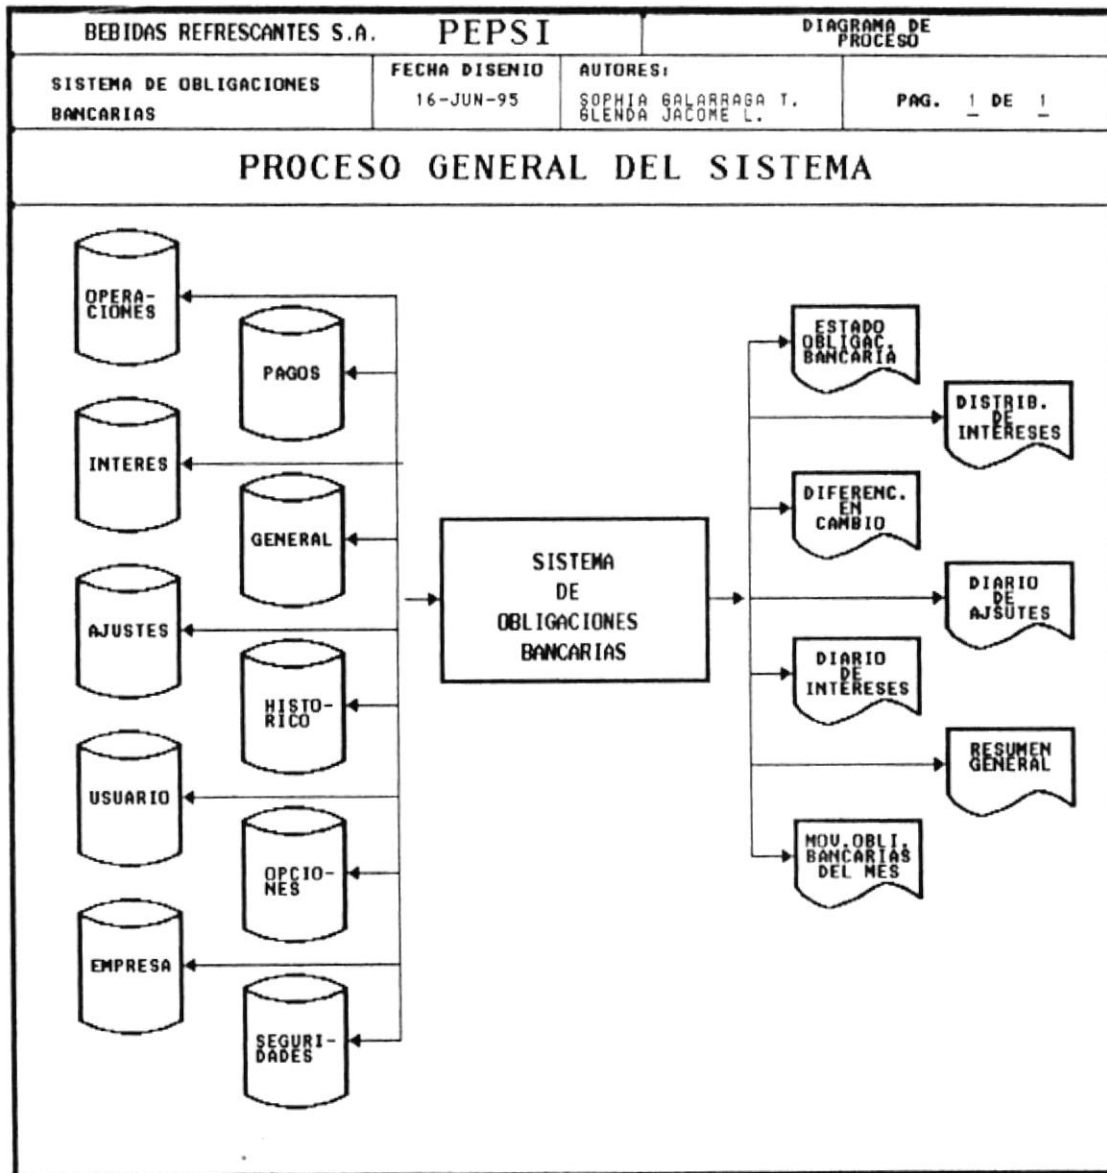 BEBIDAS REFRESCANTES S.A. PEPSI
DIAGRAMA DE
PROCESO
SISTEMA DE OBLIGACIONES
BANCARIAS
FECHA DISENIO
16-JUN-95
AUTORES:
SOPHIA GALARRAGA T.
GLENDA JACOME L.
PAG. 1 DE 1
PROCESO GENERAL DEL SISTEMA
OPERA-
CIONES
PAGOS
INTERES
GENERAL
AJUSTES
HISTO-
RICO
USUARIO
OPCIO-
NES
EMPRESA
SEGURI-
DADES
SISTEMA
DE
OBLIGACIONES
BANCARIAS
ESTADO
OBLIGAC.
BANCARIA
DISTRIB.
DE
INTERESES
DIFERENC.
EN
CAMBIO
DIARIO
DE
AJSUTES
DIARIO
DE
INTERESES
RESUMEN
GENERAL
MOV.OBLI.
BANCARIAS
DEL MES